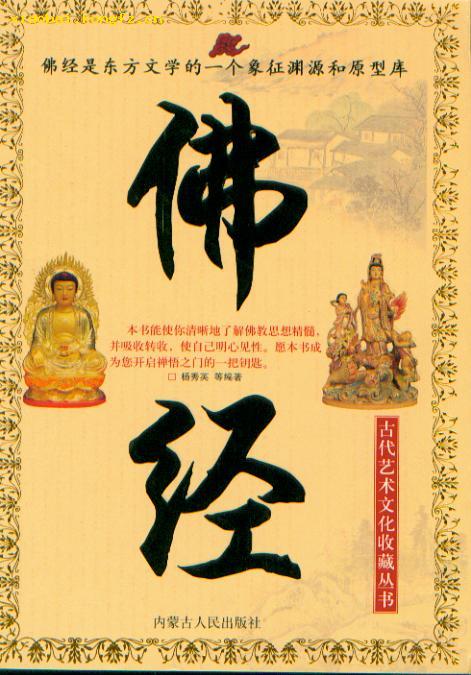 佛经是东方文学的一个象征渊源和原型库
佛
本书能使你清晰地了解佛教思想精髓，
并吸收转收，使自己明心见性。愿本书成
为您开启禅悟之门的一把钥匙。
□ 杨秀英 等编著
经
古代艺术文化收藏丛书
内蒙古人民出版社